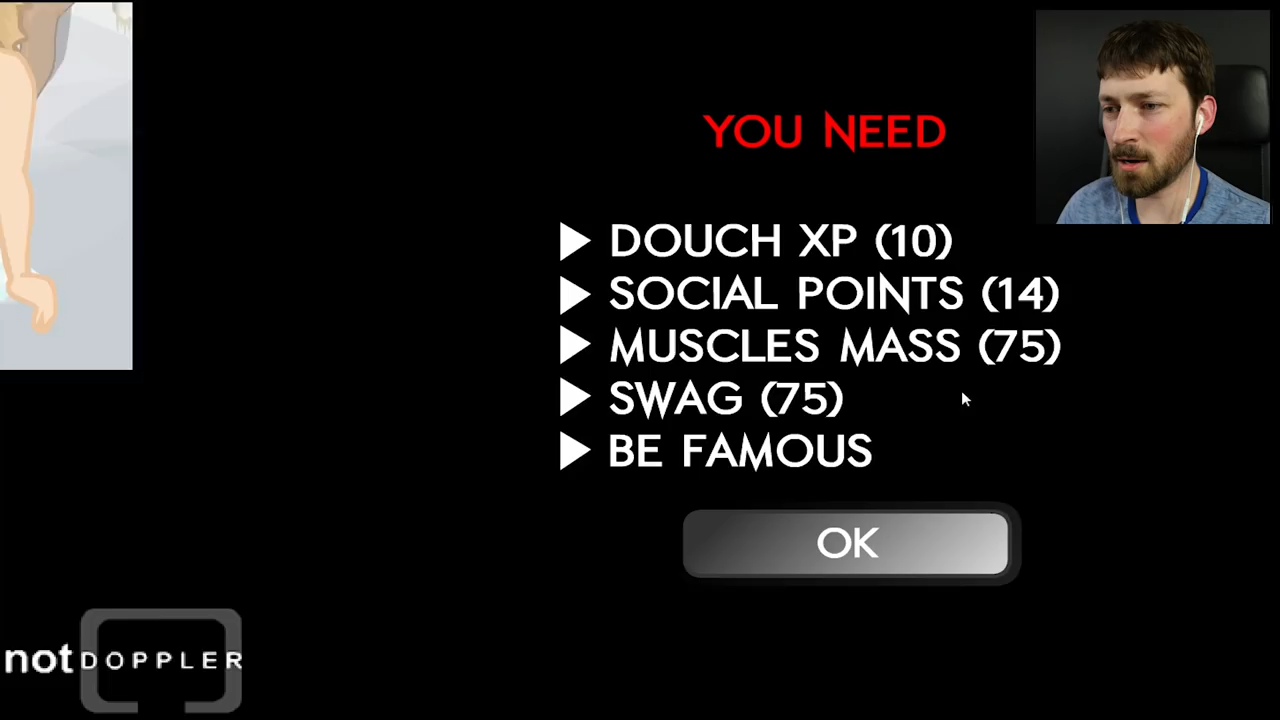 YOU NEED
DOUCH XP (10)
SOCIAL POINTS (14)
MUSCLES MASS (75)
SWAG (75)
BE FAMOUS
OK
notDOPPLER